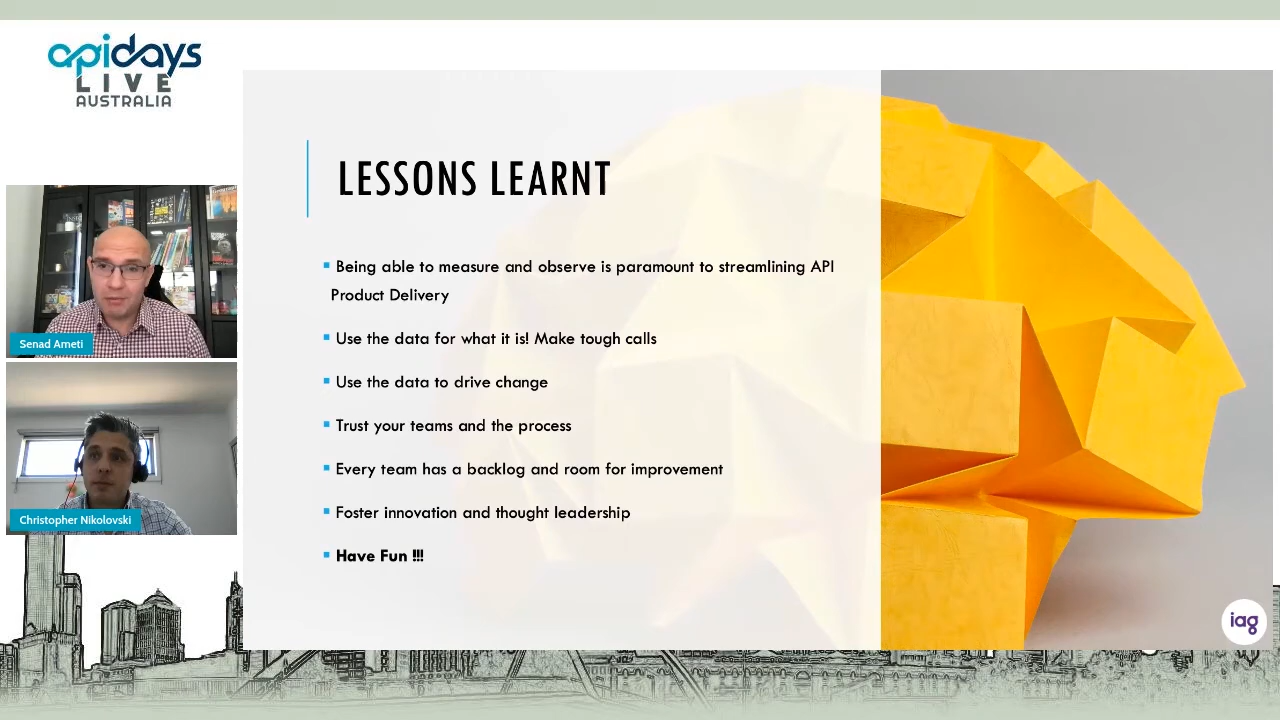 apidays
LIVE
AUSTRALIA
LESSONS LEARNT
Being able to measure and observe is paramount to streamlining API
Product Delivery
Use the data for what it is! Make tough calls
Use the data to drive change
Trust your teams and the process
Every team has a backlog and room for improvement
Foster innovation and thought leadership
Have Fun !!!
Senad Ameti
Christopher Nikolovski
iag